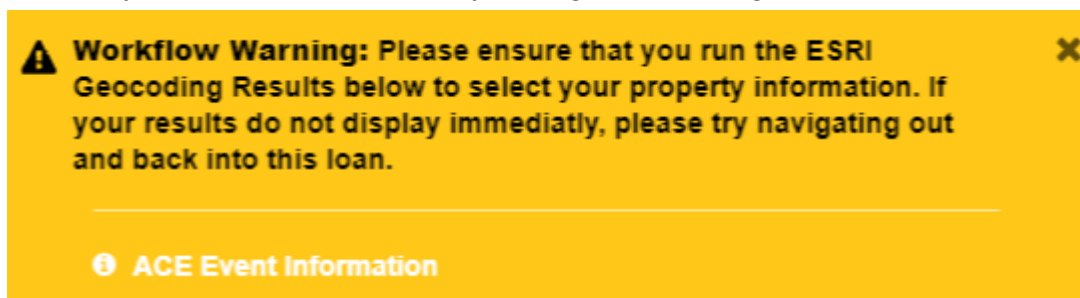 Workflow Warning: Please ensure that you run the ESRI
Geocoding Results below to select your property information. If
your results do not display immediatly, please try navigating out
and back into this loan.
ACE Event Information